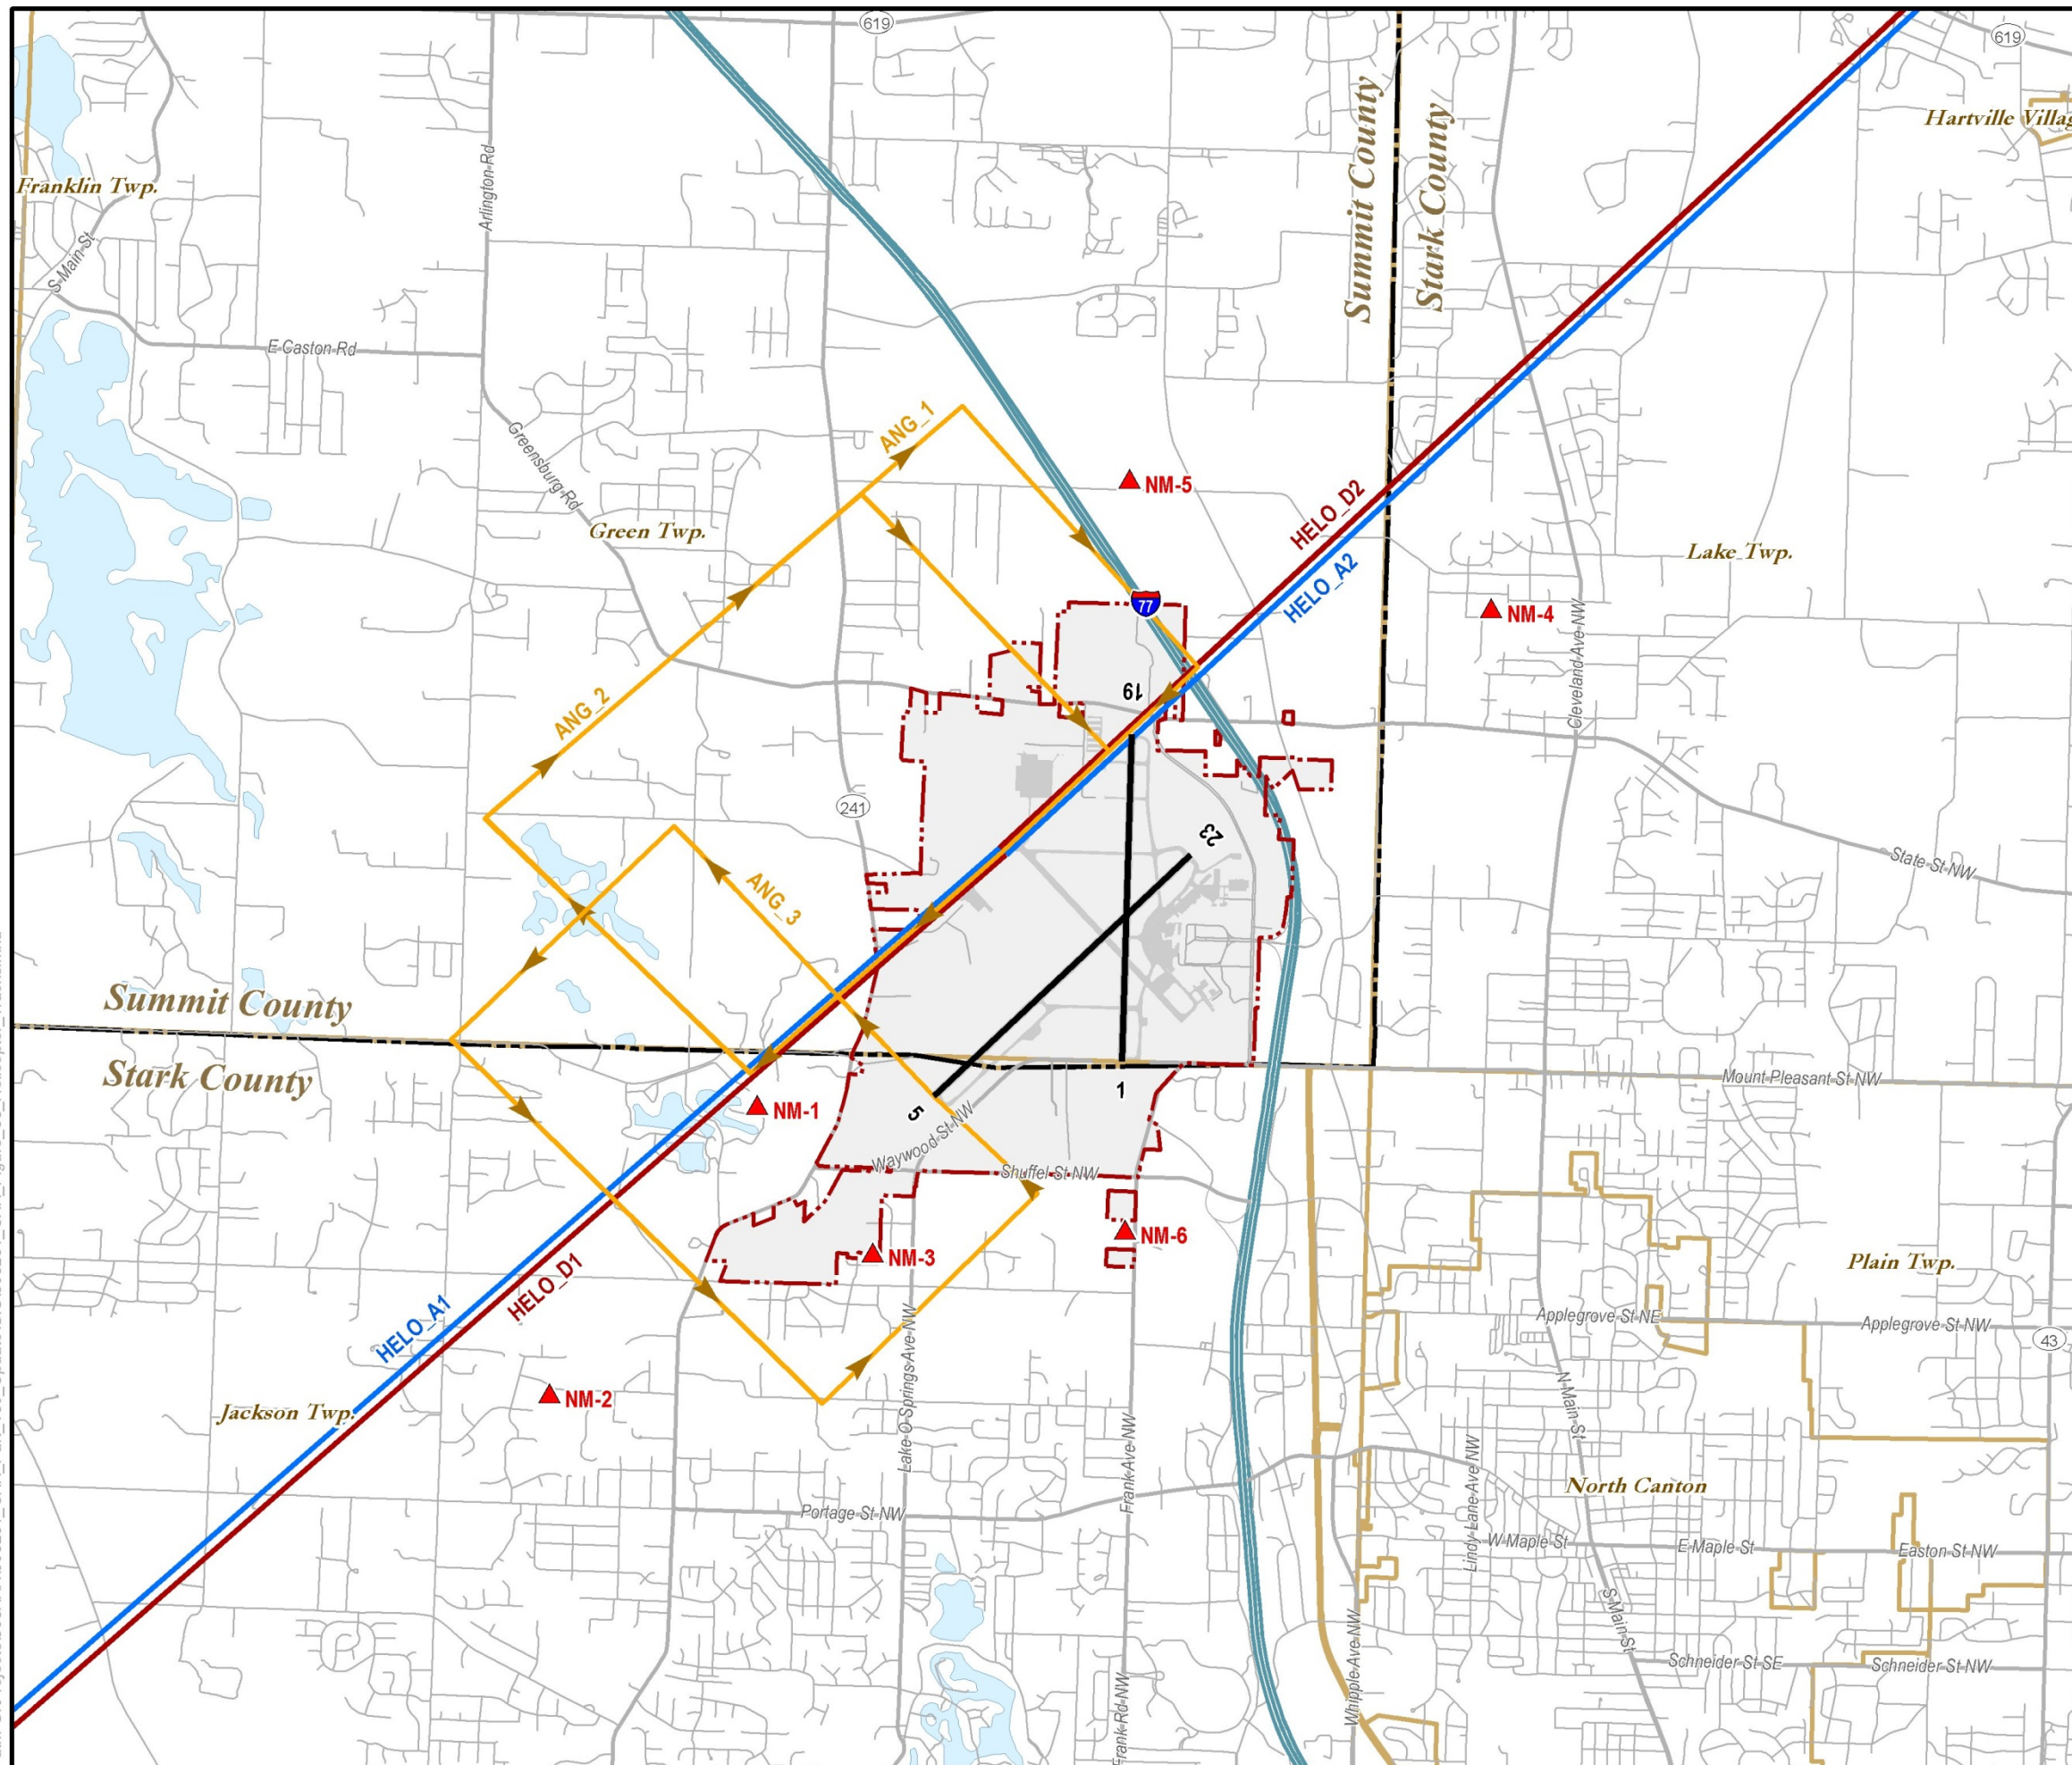 619
619
Summit County
Stark County
Hartville Villag
Franklin Twp.
Arlington Rd
S Main St
E Caston Rd
ANG_1
Greensburg Rd
NM-5
HELO_D2
Green Twp.
Lake Twp.
HELO_A2
77
NM-4
Cleveland Ave NW
19
ANG_2
241
23
State St NW
ANG_3
Summit County
Stark County
Mount Pleasant St NW
1
5
NM-1
Waywood St NW
Shuffel St NW
NM-6
NM-3
Plain Twp.
HELO_D1
HELO_A1
Applegrove St NE
Applegrove St NW
43
Lake O Springs Ave NW
NM-2
Jackson Twp.
N Main St
Frank Ave NW
Lindy Lane Ave NW
North Canton
Portage St NW
W Maple St
E Maple St
Easton St NW
S Main St
Whipple Ave NW
Schneider St SE
Schneider St NW
Frank Rd NW